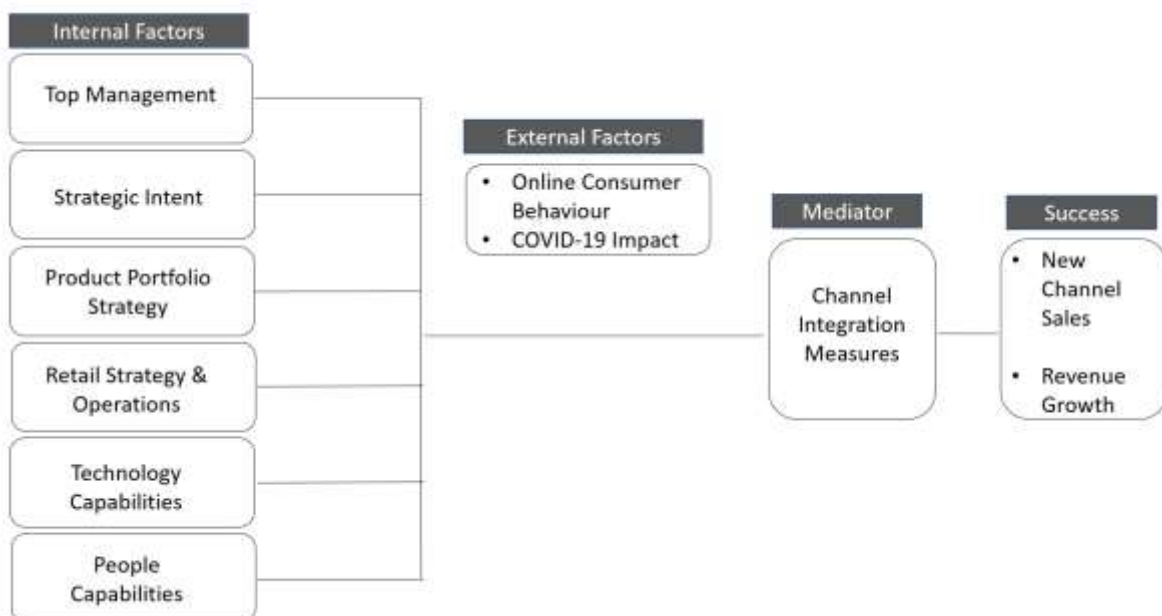 Internal Factors
Top Management
Strategic Intent
Product Portfolio
Strategy
Retail Strategy &
Operations
Technology
Capabilities
People
Capabilities
External Factors
• Online Consumer
Behaviour
• COVID-19 Impact
Mediator
Channel
Integration
Measures
Success
• New
Channel
Sales
• Revenue
Growth